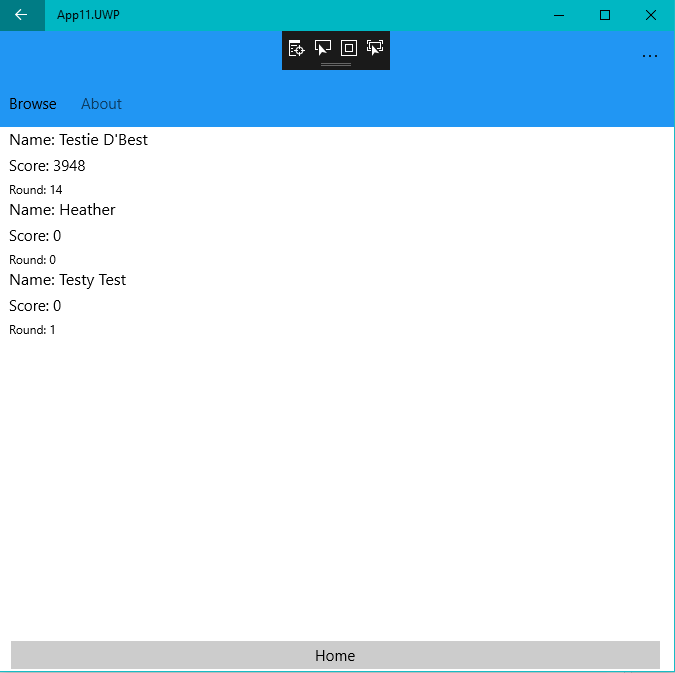 App11.UWP
...
Browse About
Name: Testie D'Best
Score: 3948
Round: 14
Name: Heather
Score: 0
Round: 0
Name: Testy Test
Score: 0
Round: 1
Home